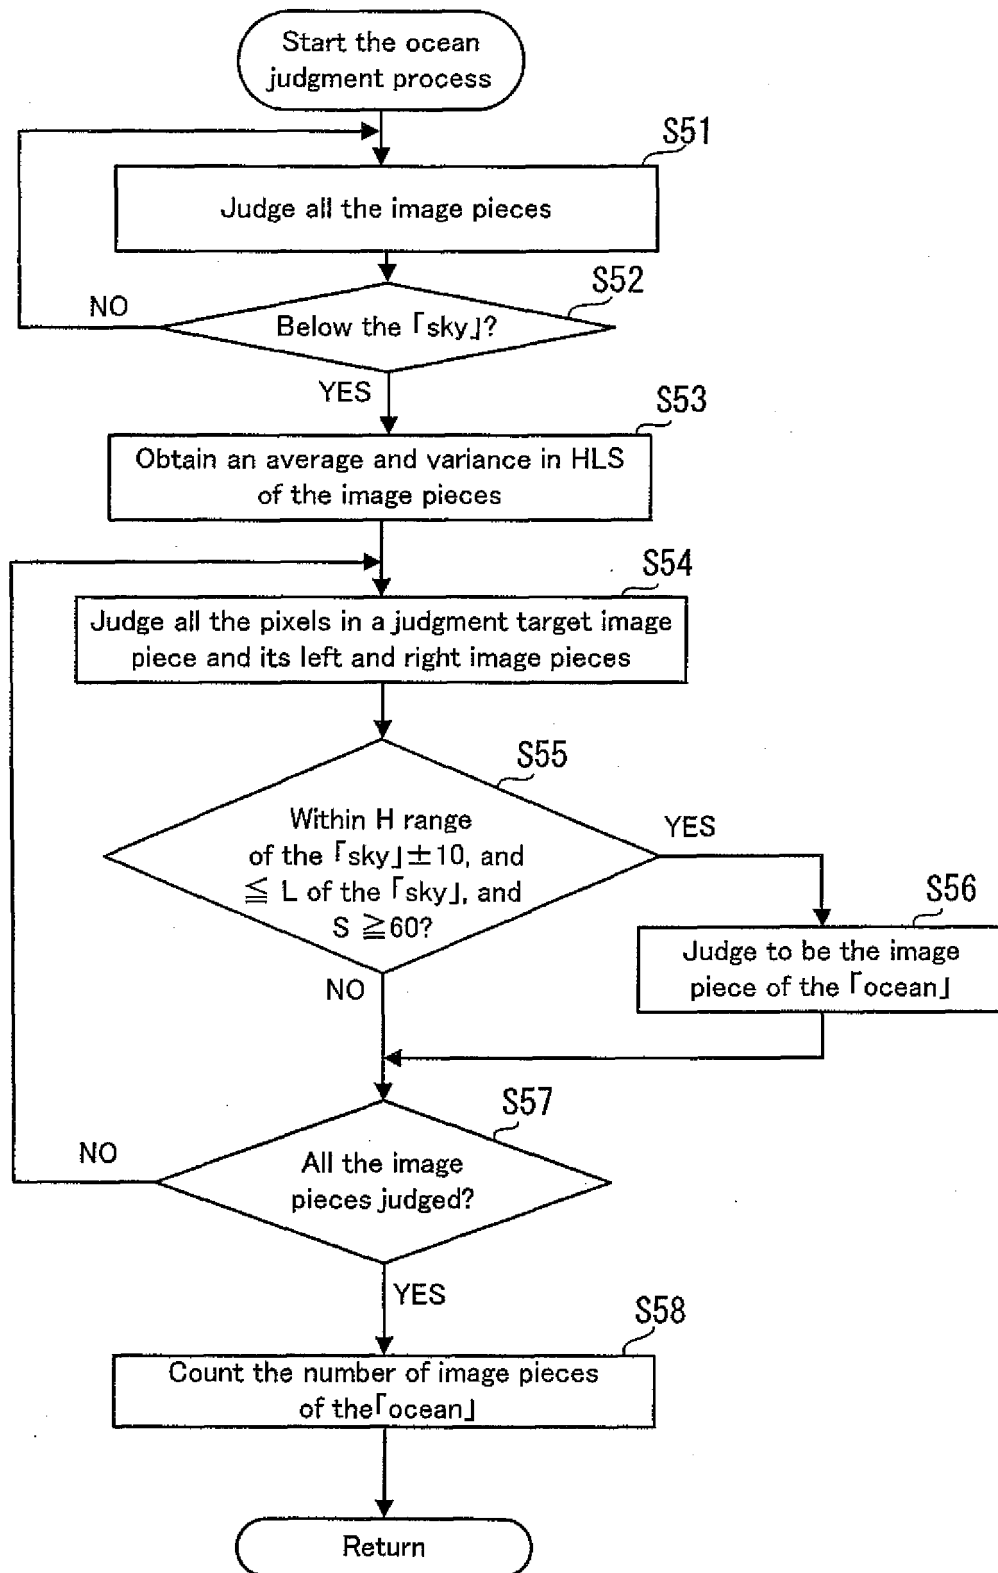 Start the ocean
judgment process
S51
Judge all the image pieces
S52
NO
Below the「sky」?
YES
S53
Obtain an average and variance in HLS
of the image pieces
S54
Judge all the pixels in a judgment target image
piece and its left and right image pieces
S55
Within H range
of the「sky」±10, and
≦ L of the「sky」, and
S ≧60?
YES
NO
S56
Judge to be the image
piece of the「ocean」
S57
NO
All the image
pieces judged?
YES
S58
Count the number of image pieces
of the「ocean」
Return